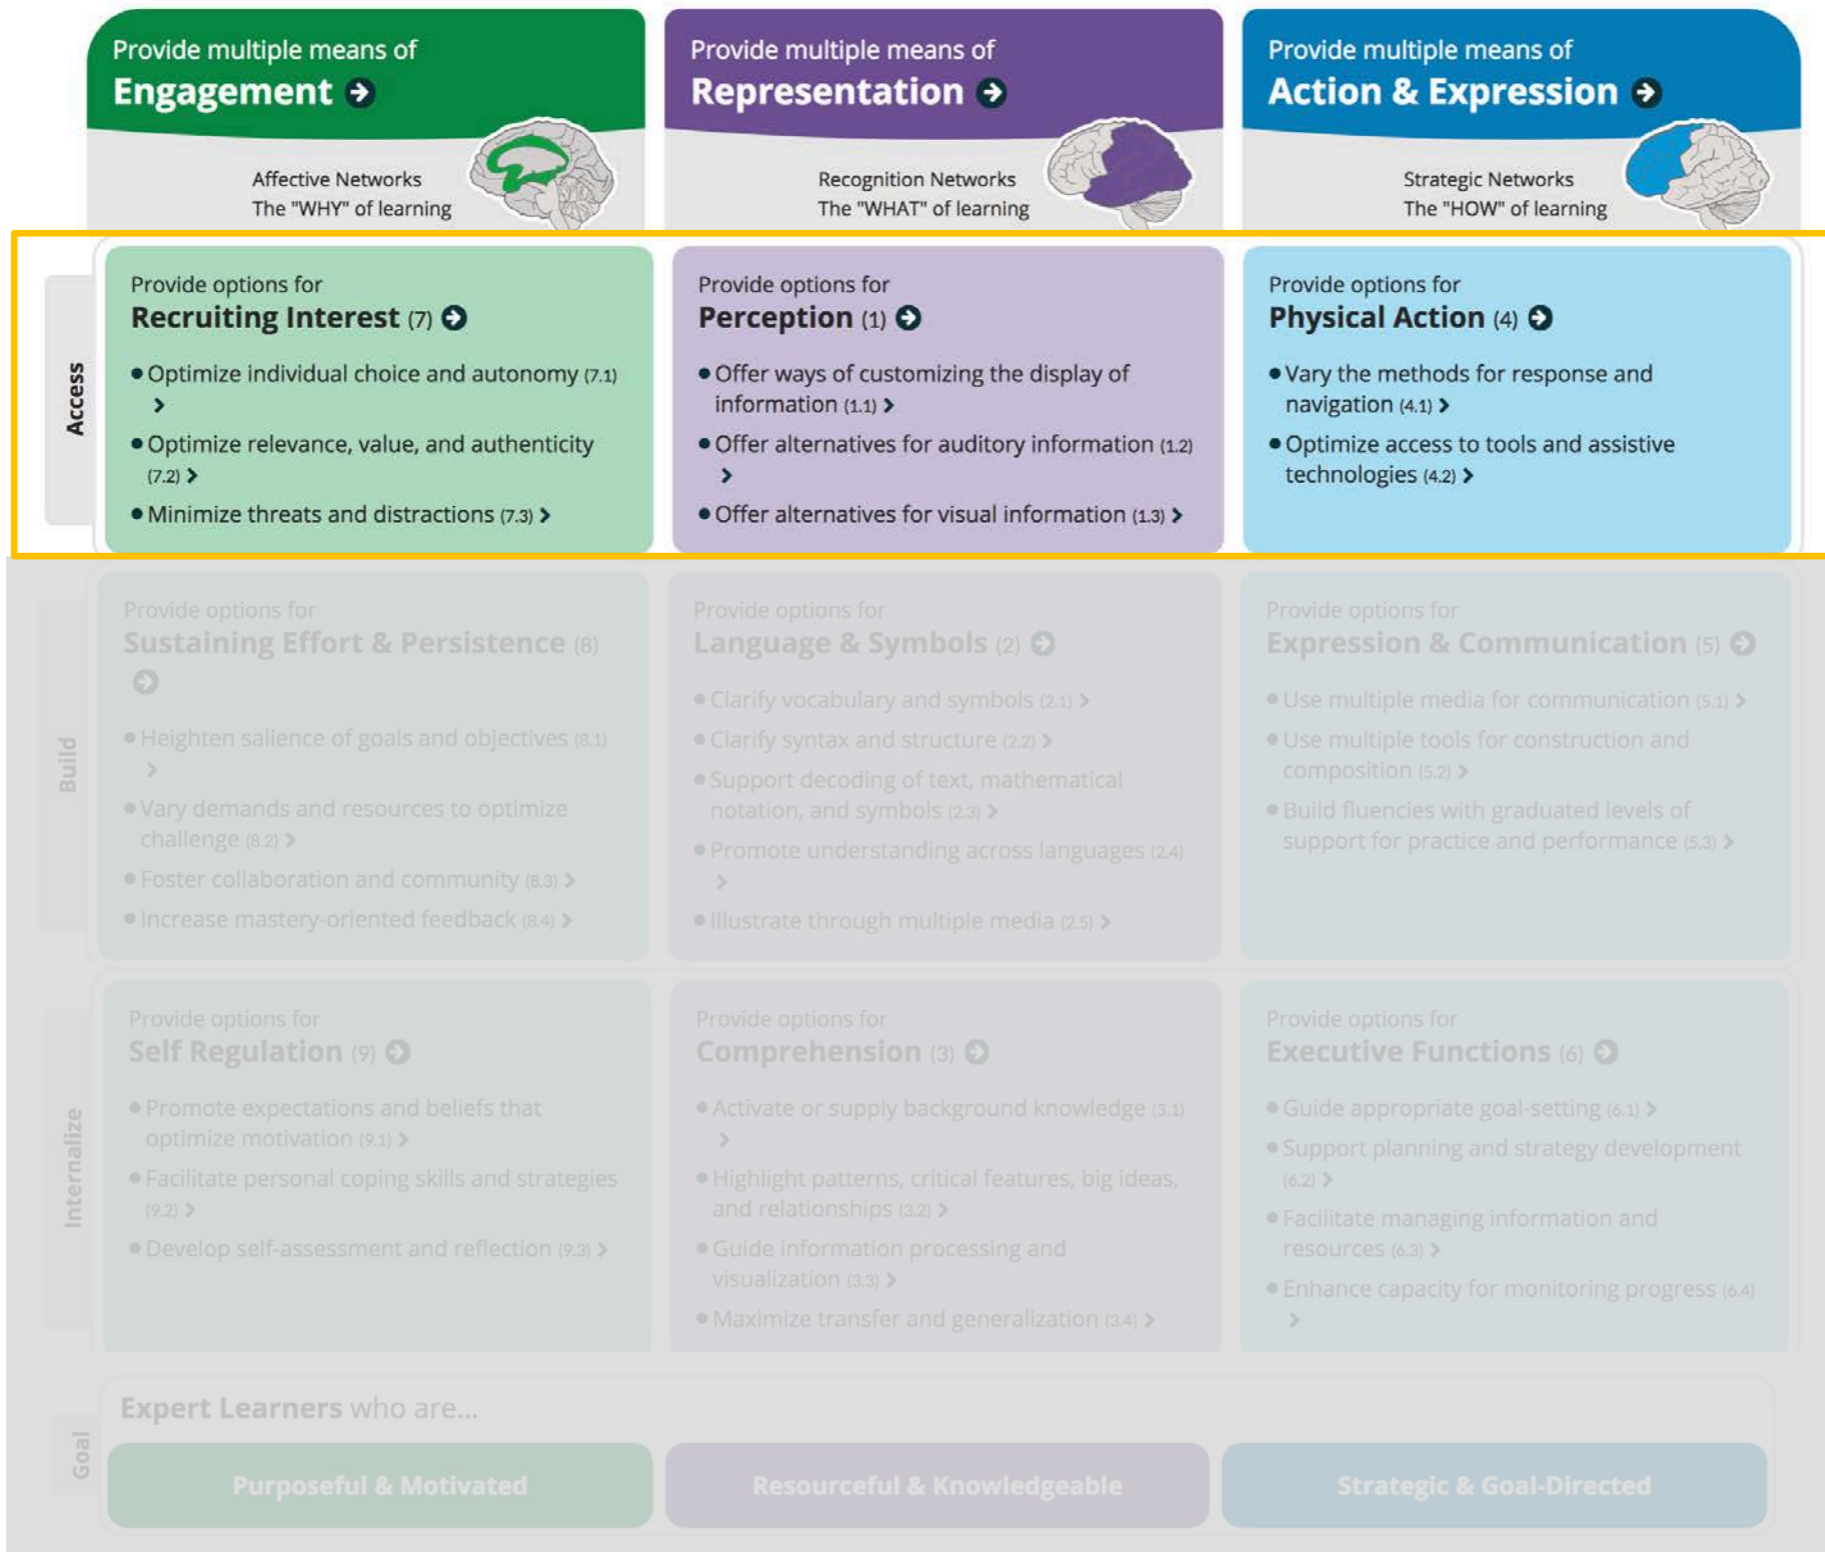 Provide multiple means of
Engagement
Affective Networks
The "WHY" of learning
Provide multiple means of
Representation
Recognition Networks
The "WHAT" of learning
Provide multiple means of
Action & Expression
Strategic Networks
The "HOW" of learning
Access
Provide options for
Recruiting Interest (7)
• Optimize individual choice and autonomy (7.1)
>
• Optimize relevance, value, and authenticity
(7.2) >
• Minimize threats and distractions (7.3) >
Provide options for
Perception (1)
• Offer ways of customizing the display of
information (1.1) >
• Offer alternatives for auditory information (1.2)
>
• Offer alternatives for visual information (1.3) >
Provide options for
Physical Action (4)
• Vary the methods for response and
navigation (4.1) >
• Optimize access to tools and assistive
technologies (4.2) >
Build
Provide options for
Sustaining Effort & Persistence (8)
• Heighten salience of goals and objectives (8.1)
>
• Vary demands and resources to optimize
challenge (8.2) >
• Foster collaboration and community (8.3) >
• Increase mastery-oriented feedback (8.4) >
Provide options for
Language & Symbols (2)
• Clarify vocabulary and symbols (2.1) >
• Clarify syntax and structure (2.2) >
• Support decoding of text, mathematical
notation, and symbols (2.3) >
• Promote understanding across languages (2.4)
>
• Illustrate through multiple media (2.5) >
Provide options for
Expression & Communication (5)
• Use multiple media for communication (5.1) >
• Use multiple tools for construction and
composition (5.2) >
• Build fluencies with graduated levels of
support for practice and performance (5.3) >
Internalize
Provide options for
Self Regulation (9)
• Promote expectations and beliefs that
optimize motivation (9.1) >
• Facilitate personal coping skills and strategies
(9.2) >
• Develop self-assessment and reflection (9.3) >
Provide options for
Comprehension (3)
• Activate or supply background knowledge (3.1)
>
• Highlight patterns, critical features, big ideas,
and relationships (3.2) >
• Guide information processing and
visualization (3.3) >
• Maximize transfer and generalization (3.4) >
Provide options for
Executive Functions (6)
• Guide appropriate goal-setting (6.1) >
• Support planning and strategy development
(6.2) >
• Facilitate managing information and
resources (6.3) >
• Enhance capacity for monitoring progress (6.4)
>
Goal
Expert Learners who are...
Purposeful & Motivated
Resourceful & Knowledgeable
Strategic & Goal-Directed